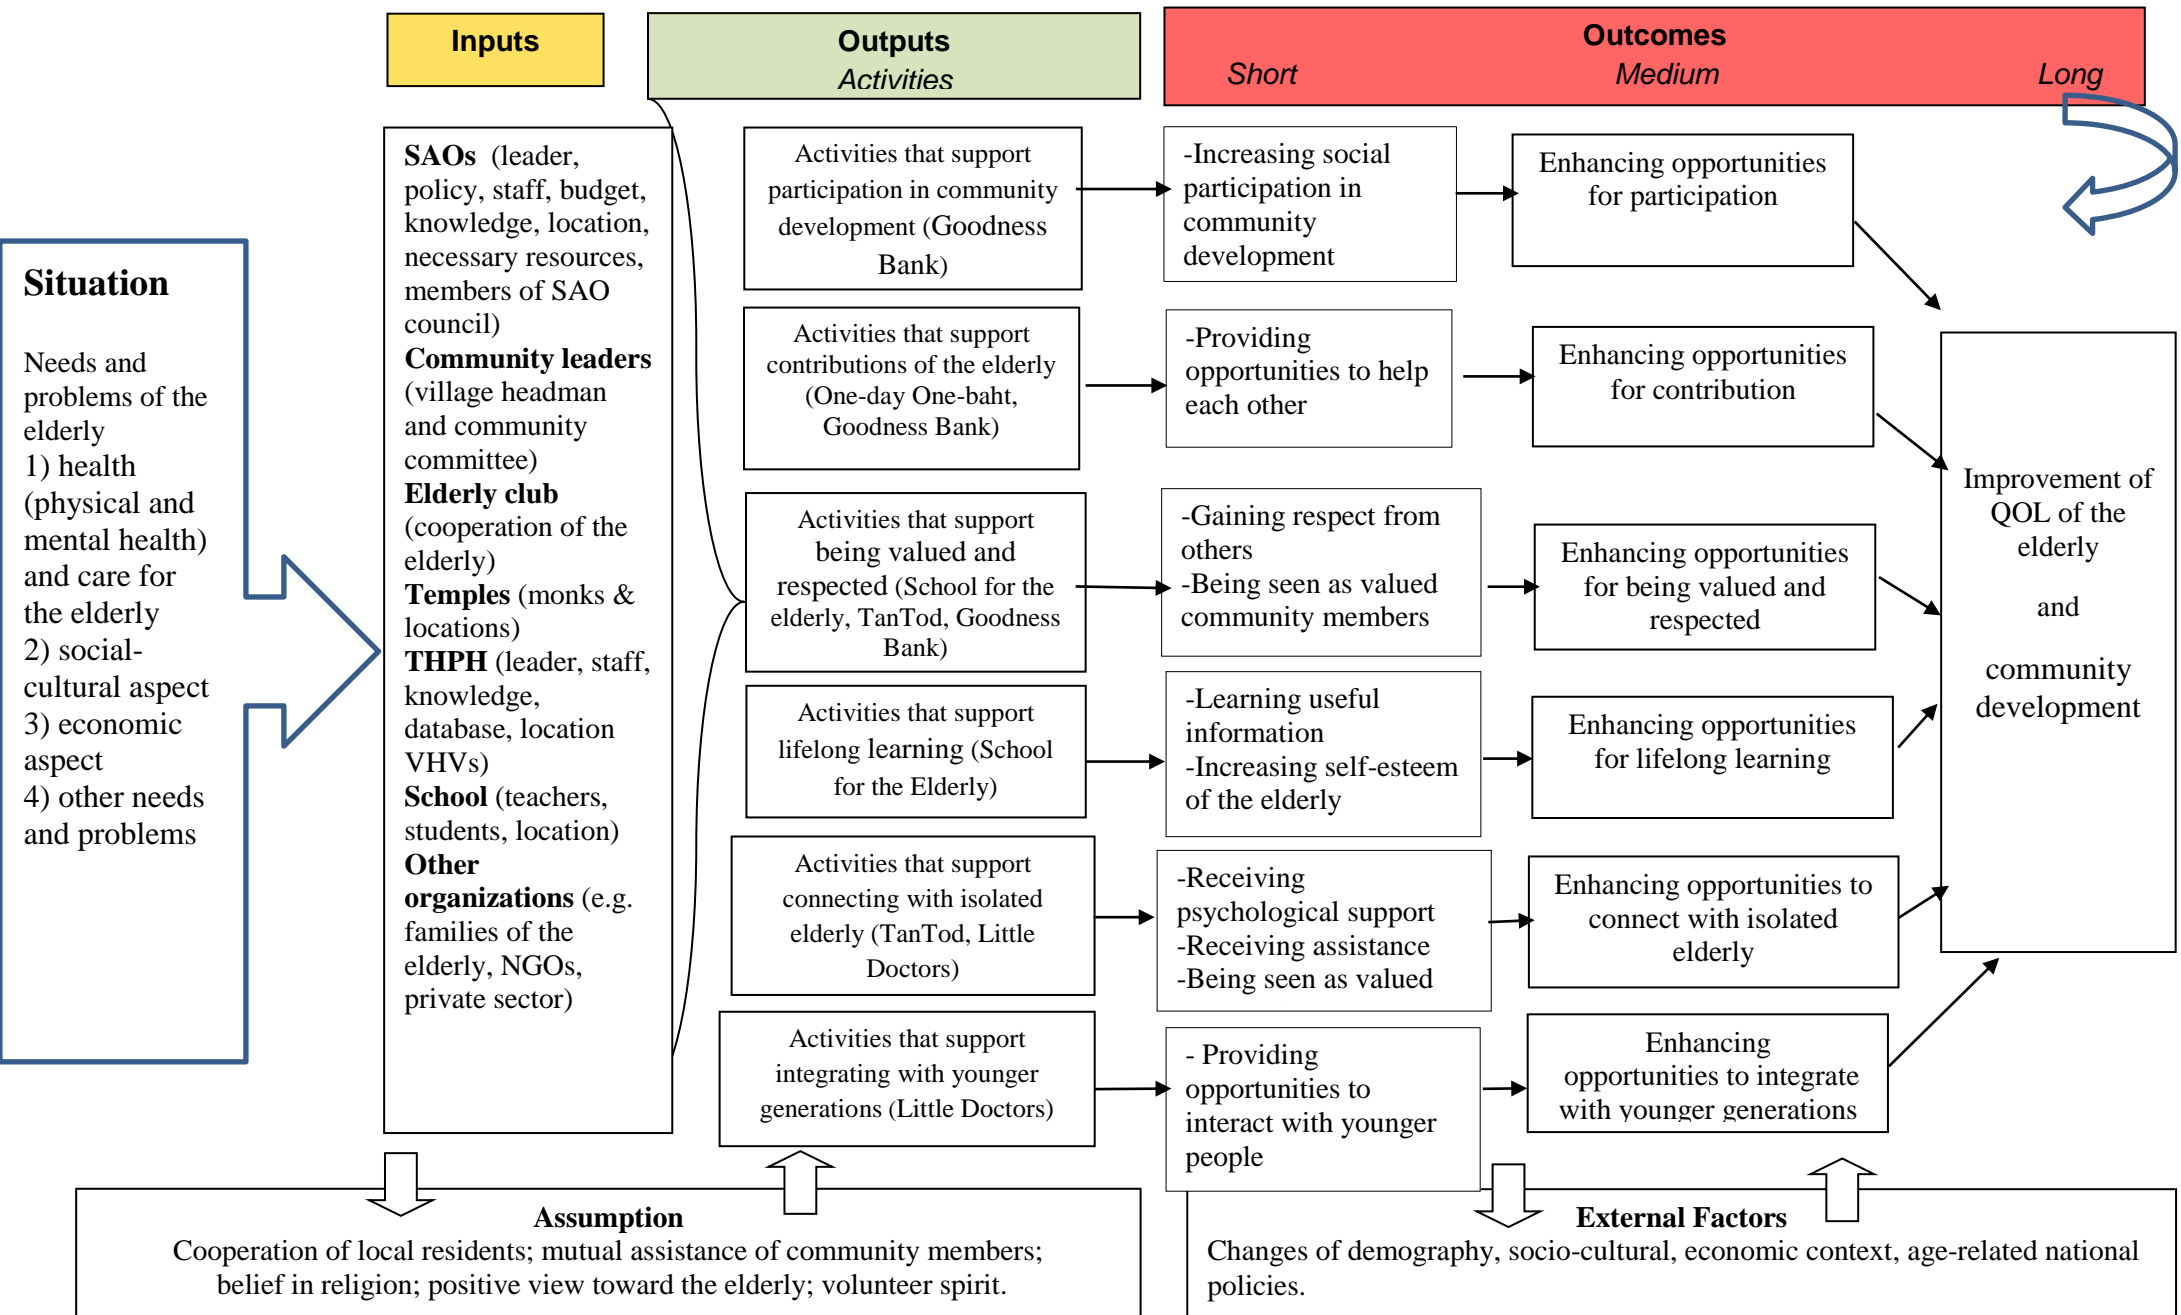 Inputs
Outputs
Activities
Outcomes
Short Medium Long
Situation
Needs and
problems of the
elderly
1) health
(physical and
mental health)
and care for
the elderly
2) social-
cultural aspect
3) economic
aspect
4) other needs
and problems
SAOs (leader,
policy, staff, budget,
knowledge, location,
necessary resources,
members of SAO
council)
Community leaders
(village headman
and community
committee)
Elderly club
(cooperation of the
elderly)
Temples (monks &
locations)
THPH (leader, staff,
knowledge,
database, location
VHVs)
School (teachers,
students, location)
Other
organizations (e.g.
families of the
elderly, NGOs,
private sector)
Activities that support
participation in community
development (Goodness
Bank)
-Increasing social
participation in
community
development
Enhancing opportunities
for participation
Activities that support
contributions of the elderly
(One-day One-baht,
Goodness Bank)
-Providing
opportunities to help
each other
Enhancing opportunities
for contribution
Activities that support
being valued and
respected (School for the
elderly, TanTod, Goodness
Bank)
-Gaining respect from
others
-Being seen as valued
community members
Enhancing opportunities
for being valued and
respected
Activities that support
lifelong learning (School
for the Elderly)
-Learning useful
information
-Increasing self-esteem
of the elderly
Enhancing opportunities
for lifelong learning
Activities that support
connecting with isolated
elderly (TanTod, Little
Doctors)
-Receiving
psychological support
-Receiving assistance
-Being seen as valued
Enhancing opportunities to
connect with isolated
elderly
Activities that support
integrating with younger
generations (Little Doctors)
- Providing
opportunities to
interact with younger
people
Enhancing
opportunities to integrate
with younger generations
Improvement of
QOL of the
elderly
and
community
development
Assumption
Cooperation of local residents; mutual assistance of community members;
belief in religion; positive view toward the elderly; volunteer spirit.
External Factors
Changes of demography, socio-cultural, economic context, age-related national
policies.